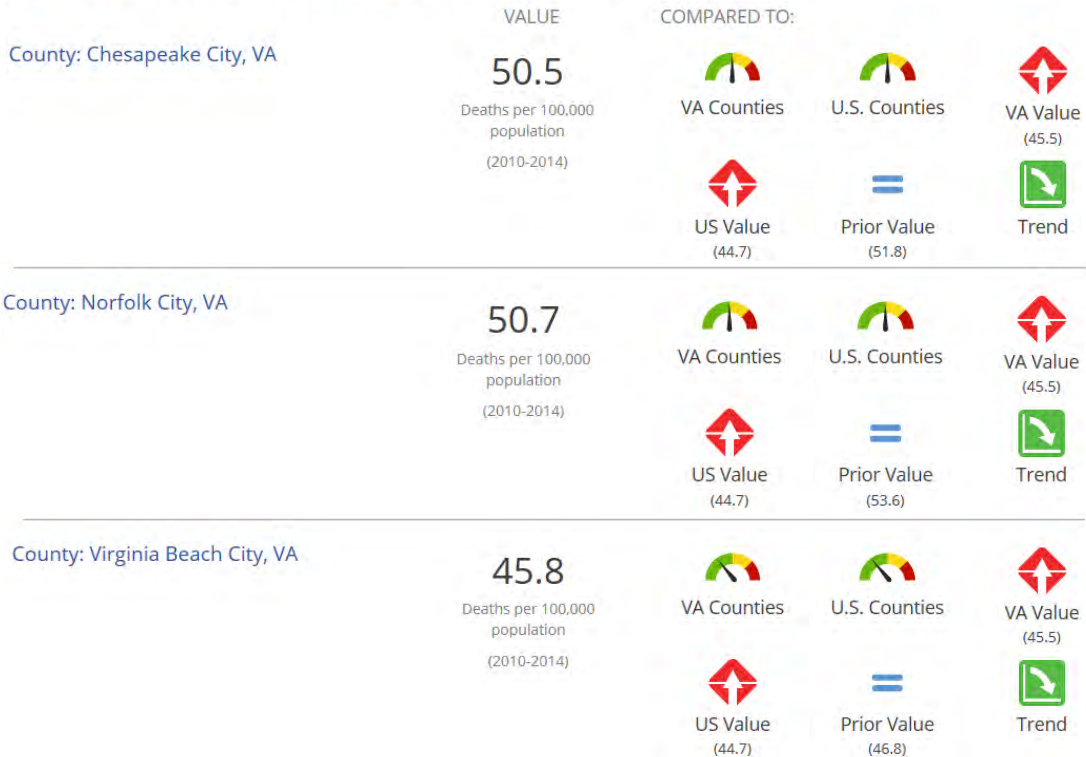 VALUE COMPARED TO:
County: Chesapeake City, VA
50.5
Deaths per 100,000
population
(2010-2014)
VA Counties U.S. Counties VA Value
(45.5)
US Value Prior Value Trend
(44.7) (51.8)
County: Norfolk City, VA
50.7
Deaths per 100,000
population
(2010-2014)
VA Counties U.S. Counties VA Value
(45.5)
US Value Prior Value Trend
(44.7) (53.6)
County: Virginia Beach City, VA
45.8
Deaths per 100,000
population
(2010-2014)
VA Counties U.S. Counties VA Value
(45.5)
US Value Prior Value Trend
(44.7) (46.8)